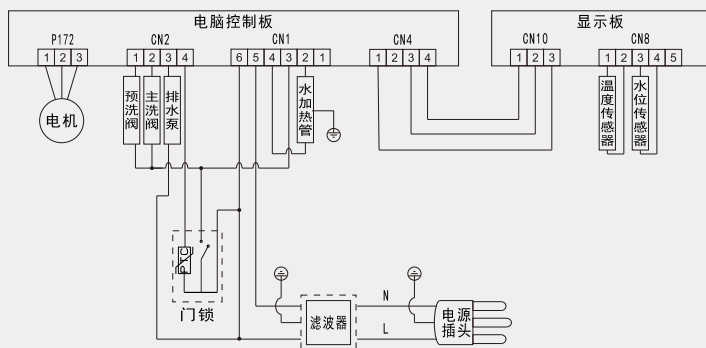 电脑控制板
显示板
P172
CN2
CN1
CN4
CN10
CN8
1 2 3
1 2 3 4
6 5 4 3 2 1
1 2 3 4
1 2 3
1 2 3 4 5
电机
预洗阀
主洗阀
排水泵
水加热管
温度传感器
水位传感器
PTC
门锁
滤波器
N
L
电源
插头